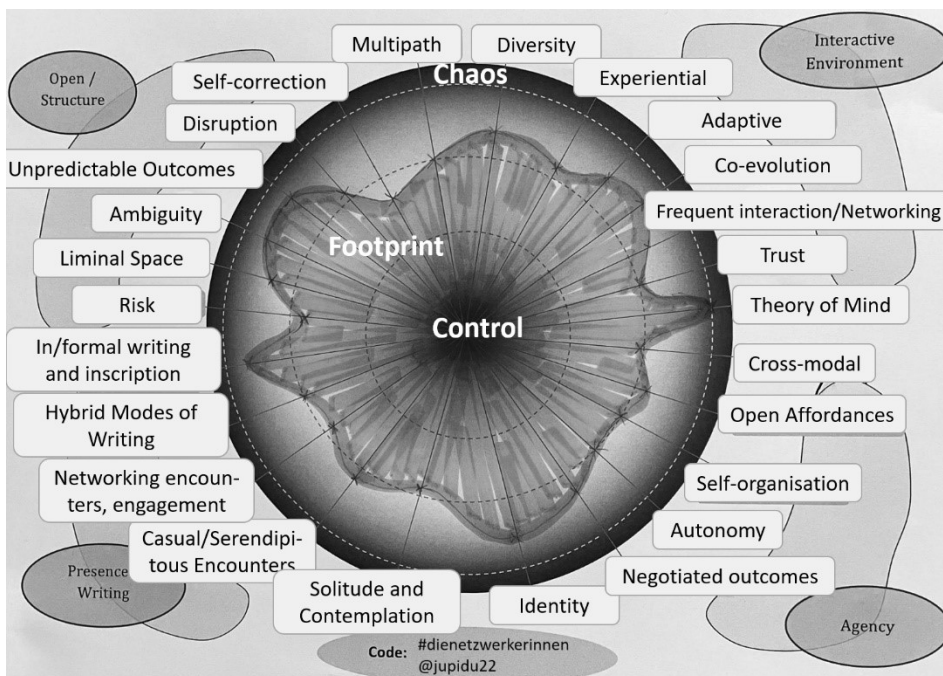 Multipath
Diversity
Open /
Structure
Interactive
Environment
Chaos
Self-correction
Experiential
Disruption
Adaptive
Unpredictable Outcomes
Co-evolution
Ambiguity
Frequent interaction/Networking
Footprint
Liminal Space
Trust
Risk
Theory of Mind
Control
In/formal writing
and inscription
Cross-modal
Hybrid Modes of
Writing
Open Affordances
Networking encoun-
ters, engagement
Self-organisation
Casual/Serendipi-
tous Encounters
Autonomy
Presence
Writing
Solitude and
Contemplation
Identity
Negotiated outcomes
Agency
Code: #dienetzwerkerinnen
@jupidu22